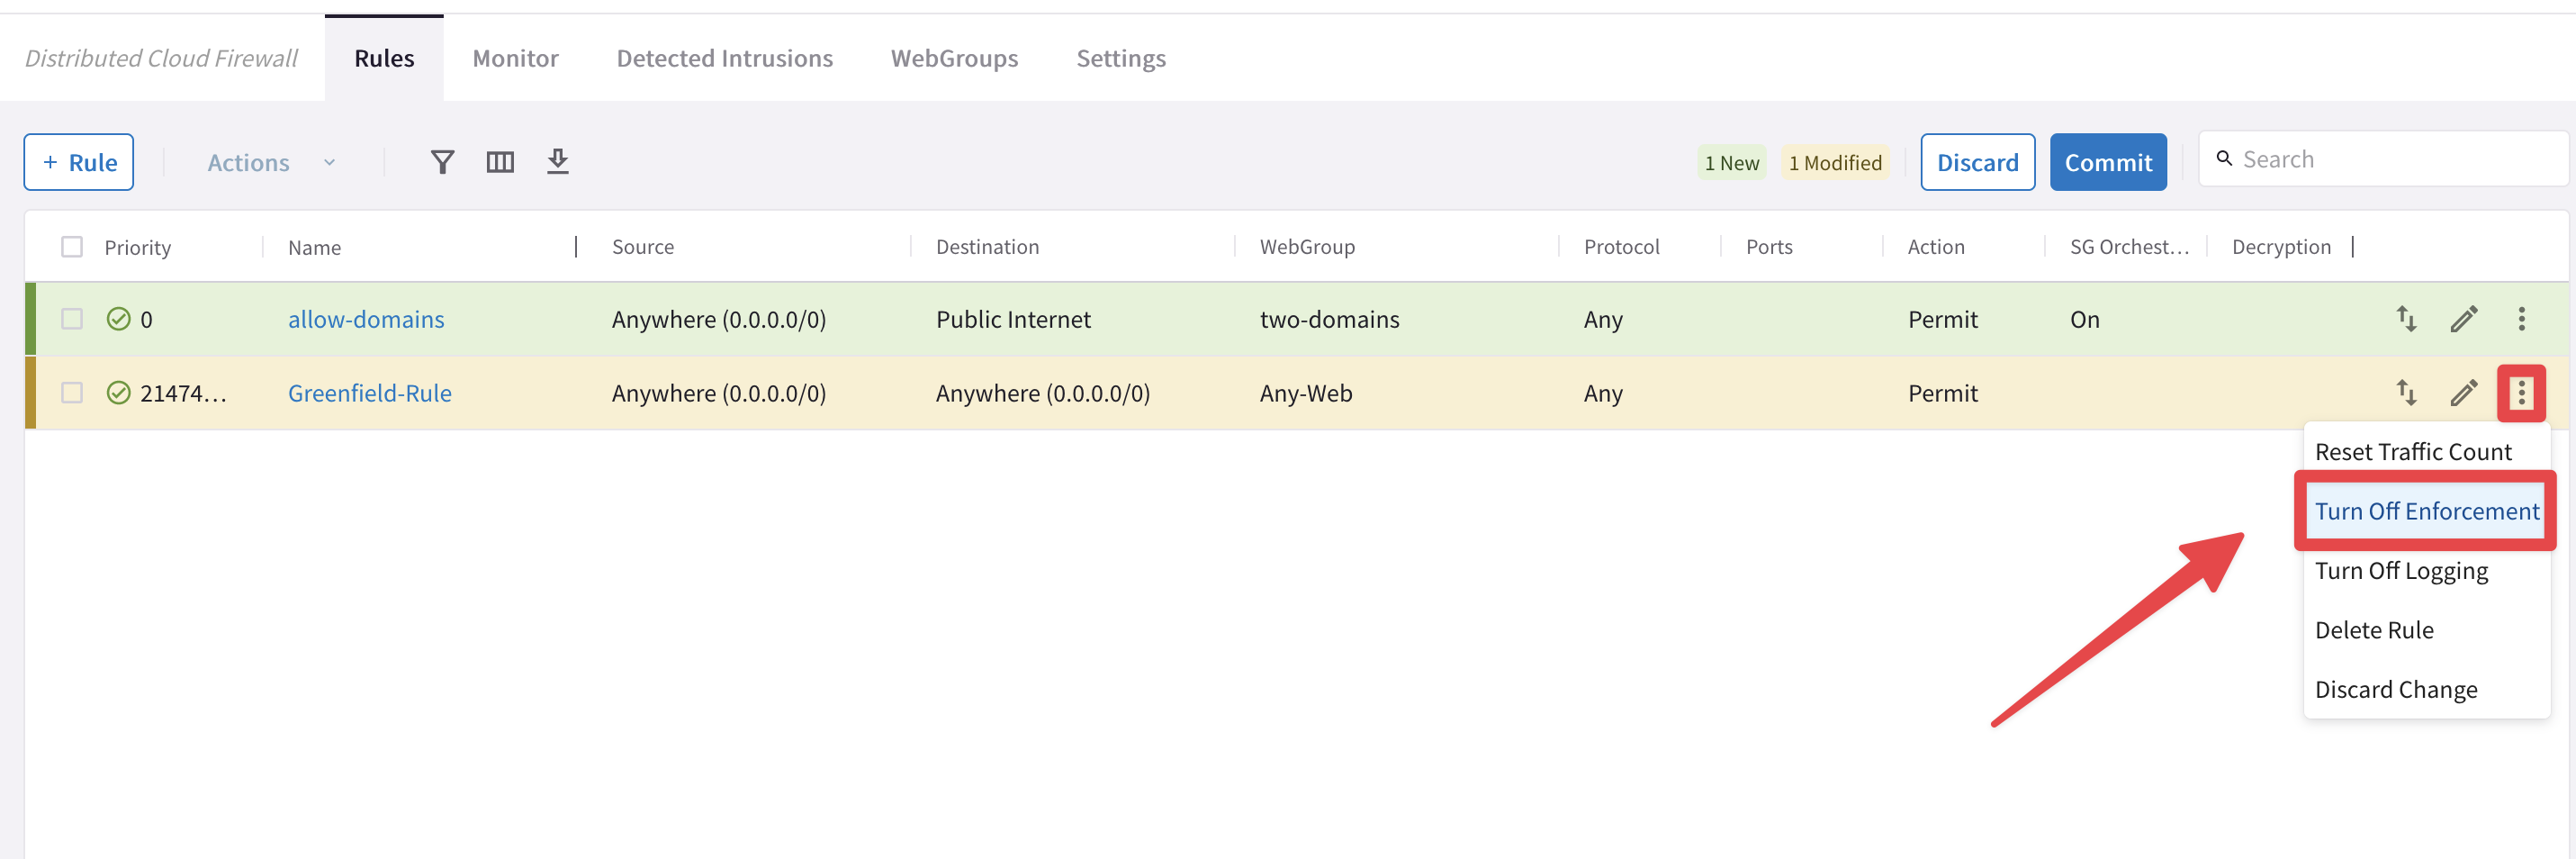 Distributed Cloud Firewall Rules Monitor Detected Intrusions WebGroups Settings
+ Rule Actions 1 New 1 Modified Discard Commit Search
Priority Name Source Destination WebGroup Protocol Ports Action SG Orchest... Decryption
0 allow-domains Anywhere (0.0.0.0/0) Public Internet two-domains Any Permit On
21474... Greenfield-Rule Anywhere (0.0.0.0/0) Anywhere (0.0.0.0/0) Any-Web Any Permit
Reset Traffic Count
Turn Off Enforcement
Turn Off Logging
Delete Rule
Discard Change